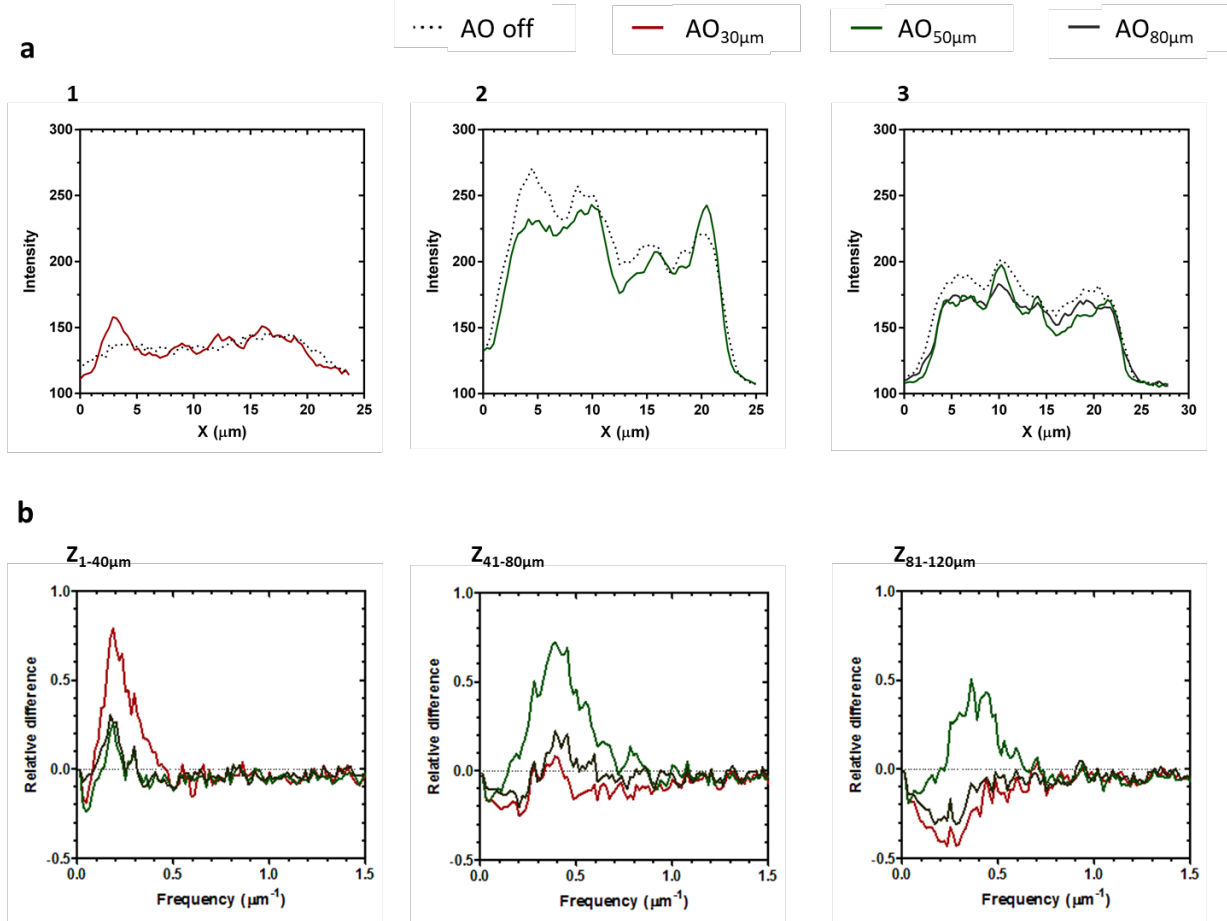 AO off AO30μm AO50μm AO80μm
a
1 2 3
300 300 300
250 250 250
200 200 200
150 150 150
100 100 100
Intensity Intensity Intensity
0 5 10 15 20 25 0 5 10 15 20 25 0 5 10 15 20 25 30
X (μm) X (μm) X (μm)
b
Z1-40μm Z41-80μm Z81-120μm
1.0 1.0 1.0
0.5 0.5 0.5
0.0 0.0 0.0
-0.5 -0.5 -0.5
Relative difference Relative difference Relative difference
0.0 0.5 1.0 1.5 0.0 0.5 1.0 1.5 0.0 0.5 1.0 1.5
Frequency (μm-1) Frequency (μm-1) Frequency (μm-1)